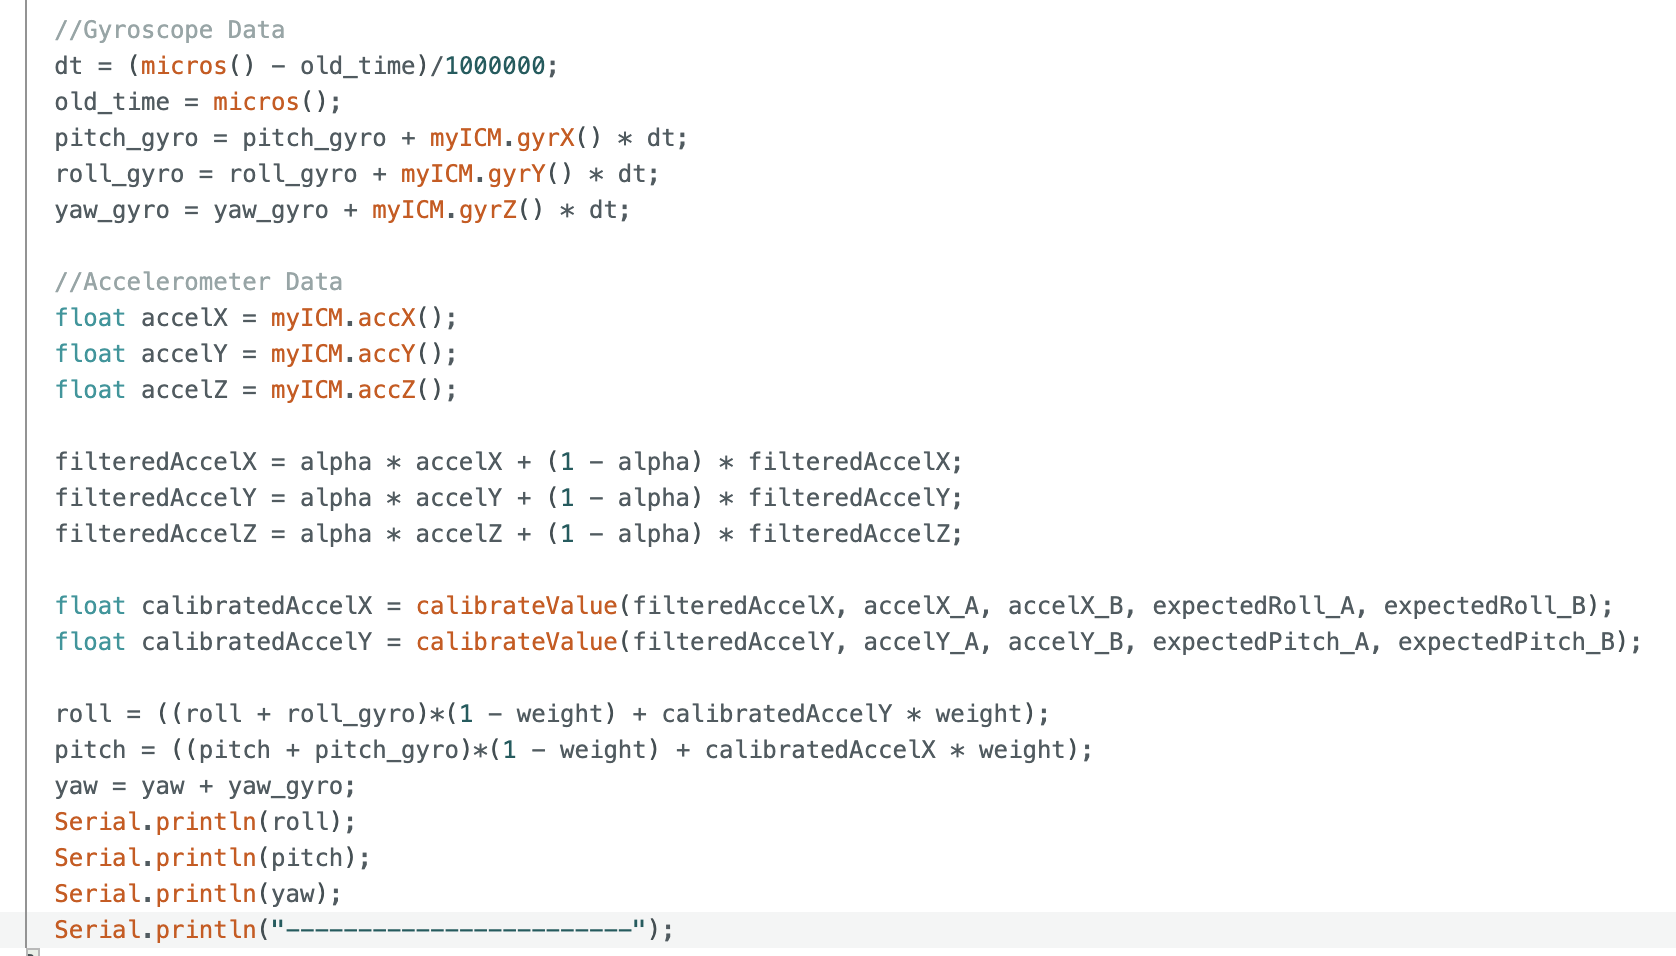 //Gyroscope Data
dt = (micros() - old_time)/1000000;
old_time = micros();
pitch_gyro = pitch_gyro + myICM.gyrX() * dt;
roll_gyro = roll_gyro + myICM.gyrY() * dt;
yaw_gyro = yaw_gyro + myICM.gyrZ() * dt;
//Accelerometer Data
float accelX = myICM.accX();
float accelY = myICM.accY();
float accelZ = myICM.accZ();
filteredAccelX = alpha * accelX + (1 - alpha) * filteredAccelX;
filteredAccelY = alpha * accelY + (1 - alpha) * filteredAccelY;
filteredAccelZ = alpha * accelZ + (1 - alpha) * filteredAccelZ;
float calibratedAccelX = calibrateValue(filteredAccelX, accelX_A, accelX_B, expectedRoll_A, expectedRoll_B);
float calibratedAccelY = calibrateValue(filteredAccelY, accelY_A, accelY_B, expectedPitch_A, expectedPitch_B);
roll = ((roll + roll_gyro)*(1 - weight) + calibratedAccelY * weight);
pitch = ((pitch + pitch_gyro)*(1 - weight) + calibratedAccelX * weight);
yaw = yaw + yaw_gyro;
Serial.println(roll);
Serial.println(pitch);
Serial.println(yaw);
Serial.println("------------------------");